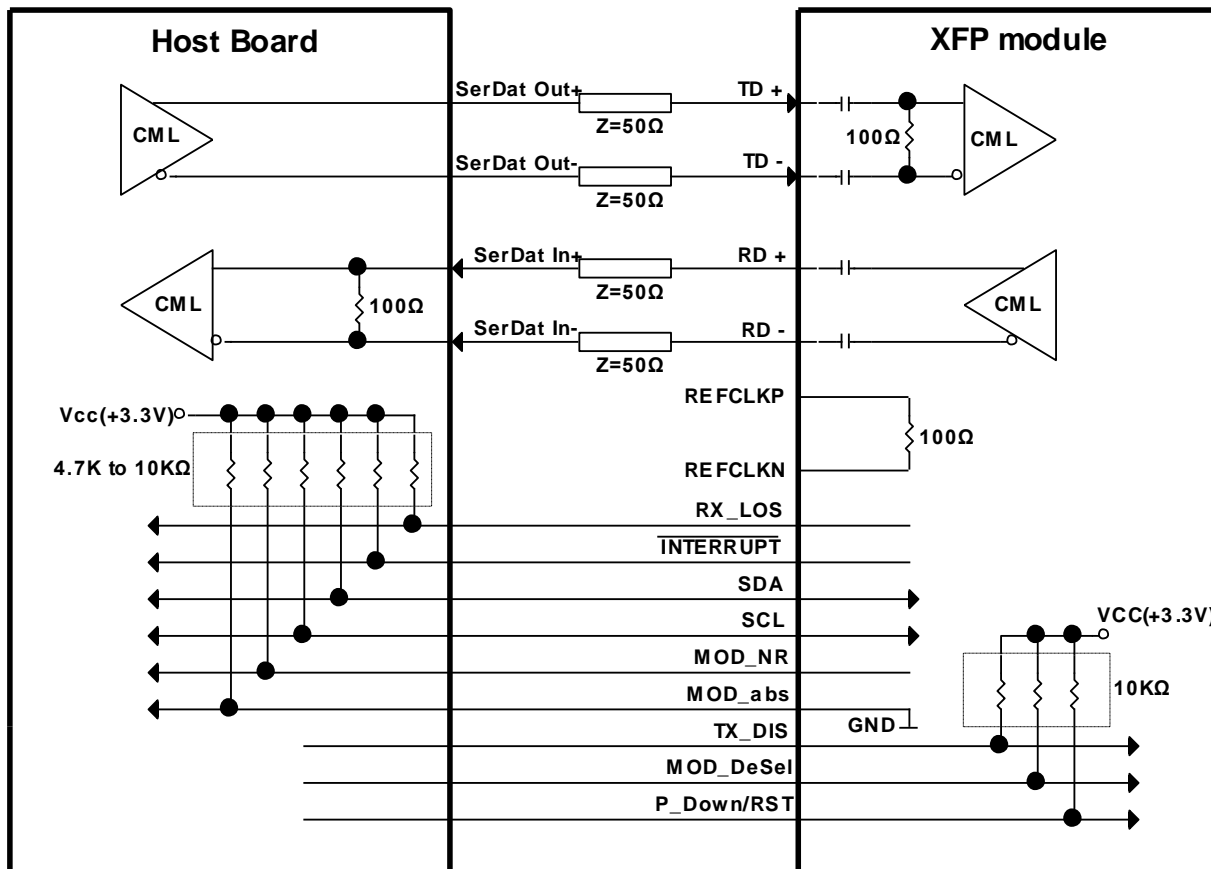 Host Board
XFP module
CML
SerDat Out+
Z=50Ω
TD +
100Ω
CML
SerDat Out-
Z=50Ω
TD -
CML
100Ω
SerDat In+
Z=50Ω
RD +
CML
SerDat In-
Z=50Ω
RD -
Vcc(+3.3V)
4.7K to 10KΩ
REFCLKP
100Ω
REFCLKN
RX_LOS
INTERRUPT
SDA
SCL
MOD_NR
MOD_abs
GND
VCC(+3.3V)
10KΩ
TX_DIS
MOD_DeSel
P_Down/RST